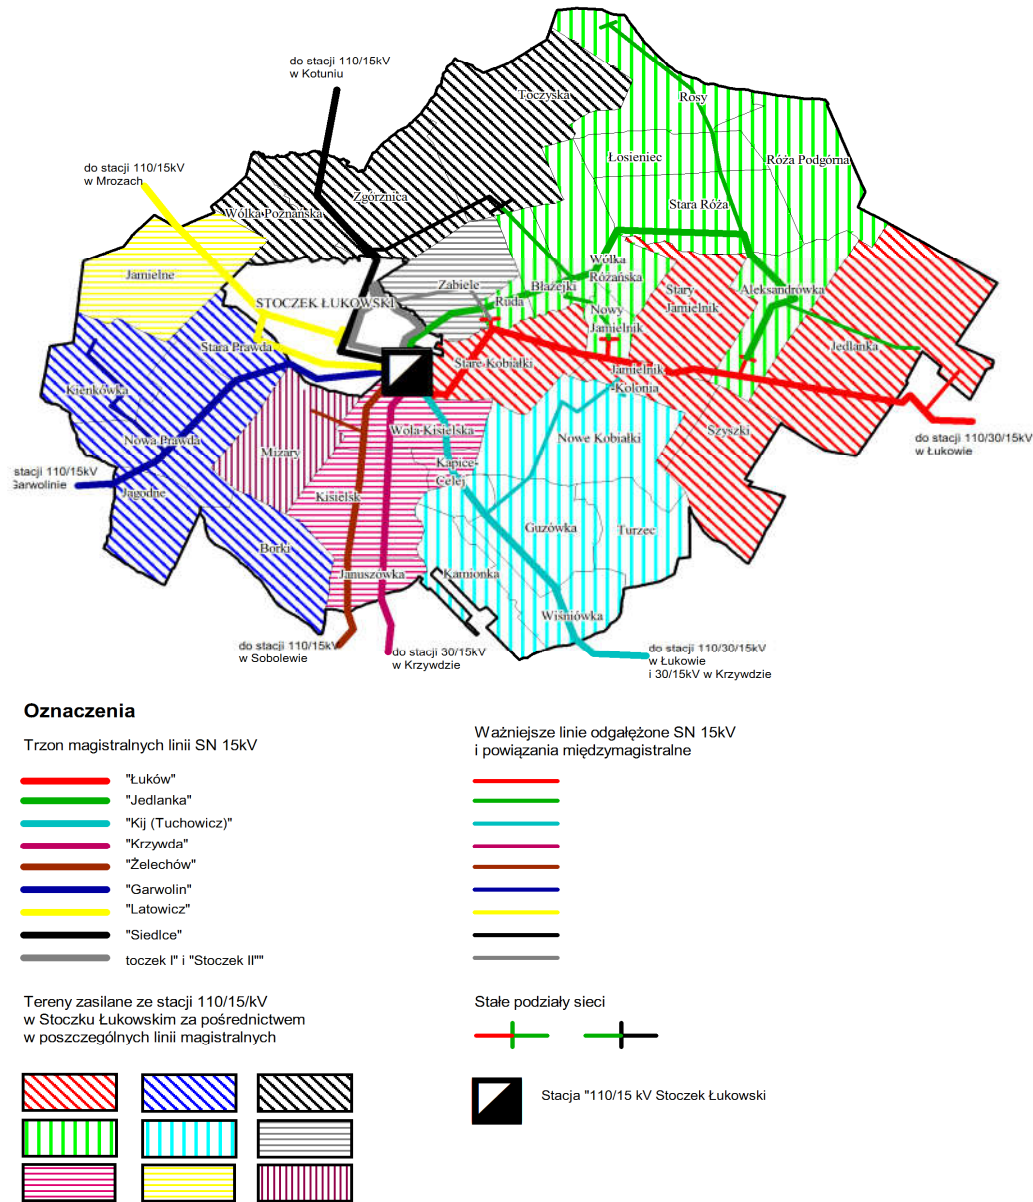 do stacji 110/15kV
w Kotuniu
Toczyska
Rosy
Łosieniec
Róża Podgórna
do stacji 110/15kV
w Mrozach
Zgórznica
Wólka Poznańska
Stara Róża
Jamielne
Zabiele
Wólka
Różańska
Błażejki
STOCZEK ŁUKOWSKI
Ruda
Stary
Jamielnik
Aleksandrówka
Nowy
Jamielnik
Stara Prawda
Stare Kobiałki
Jedlanka
Jamielnik
-Kolonia
Kienkówka
Wola Kisielska
Nowe Kobiałki
Szyszki
do stacji 110/30/15kV
w Łukowie
Nowa Prawda
Mizary
Kapice-
Celej
stacji 110/15kV
Garwolinie
Jagodne
Kisielsk
Guzówka
Turzec
Borki
Januszówka
Kamionka
Wiśniówka
do stacji 110/15kV
w Sobolewie
do stacji 30/15kV
w Krzywdzie
do stacji 110/30/15kV
w Łukowie
i 30/15kV w Krzywdzie
Oznaczenia
Trzon magistralnych linii SN 15kV
"Łuków"
"Jedlanka"
"Kij (Tuchowicz)"
"Krzywda"
"Żelechów"
"Garwolin"
"Latowicz"
"Siedlce"
toczek I" i "Stoczek II""
Ważniejsze linie odgałężone SN 15kV
i powiązania międzymagistralne
Tereny zasilane ze stacji 110/15/kV
w Stoczku Łukowskim za pośrednictwem
w poszczególnych linii magistralnych
Stałe podziały sieci
Stacja "110/15 kV Stoczek Łukowski